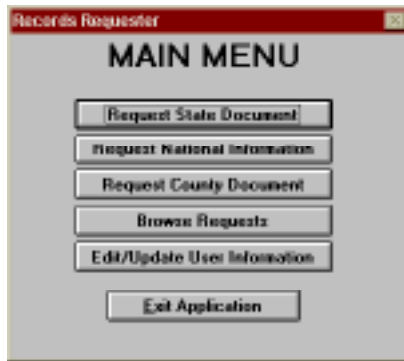 Records Requester
MAIN MENU
Request State Document
Request National Information
Request County Document
Browse Requests
Edit/Update User Information
Exit Application